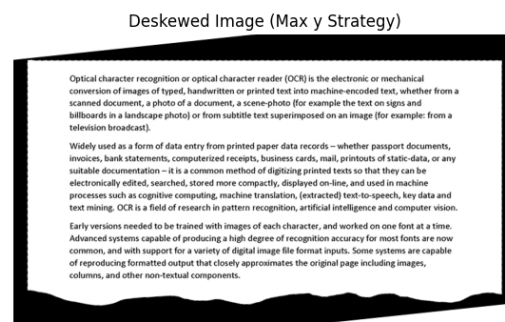 Deskewed Image (Max y Strategy)
Optical character recognition or optical character reader (OCR) is the electronic or mechanical
conversion of images of typed, handwritten or printed text into machine-encoded text, whether from a
scanned document, a photo of a document, a scene-photo (for example the text on signs and
billboards in a landscape photo) or from subtitle text superimposed on an image (for example: from a
television broadcast).
Widely used as a form of data entry from printed paper data records – whether passport documents,
invoices, bank statements, computerized receipts, business cards, mail, printouts of static-data, or any
suitable documentation – it is a common method of digitizing printed texts so that they can be
electronically edited, searched, stored more compactly, displayed on-line, and used in machine
processes such as cognitive computing, machine translation, (extracted) text-to-speech, key data and
text mining. OCR is a field of research in pattern recognition, artificial intelligence and computer vision.
Early versions needed to be trained with images of each character, and worked on one font at a time.
Advanced systems capable of producing a high degree of recognition accuracy for most fonts are now
common, and with support for a variety of digital image file format inputs. Some systems are capable
of reproducing formatted output that closely approximates the original page including images,
columns, and other non-textual components.